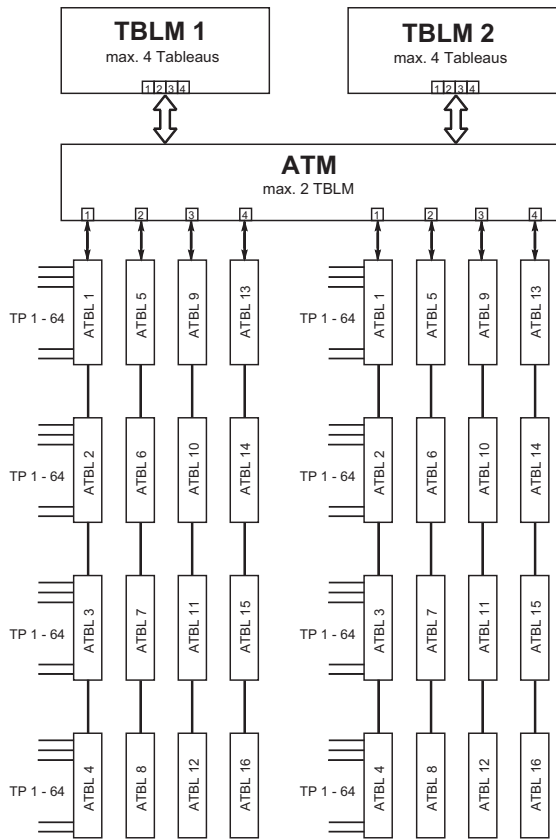 TBLM 1
max. 4 Tableaus
1 2 3 4
TBLM 2
max. 4 Tableaus
1 2 3 4
ATM
max. 2 TBLM
1 2 3 4 1 2 3 4
TP 1 - 64
ATBL 1
ATBL 5
ATBL 9
ATBL 13
TP 1 - 64
ATBL 1
ATBL 5
ATBL 9
ATBL 13
TP 1 - 64
ATBL 2
ATBL 6
ATBL 10
ATBL 14
TP 1 - 64
ATBL 2
ATBL 6
ATBL 10
ATBL 14
TP 1 - 64
ATBL 3
ATBL 7
ATBL 11
ATBL 15
TP 1 - 64
ATBL 3
ATBL 7
ATBL 11
ATBL 15
TP 1 - 64
ATBL 4
ATBL 8
ATBL 12
ATBL 16
TP 1 - 64
ATBL 4
ATBL 8
ATBL 12
ATBL 16